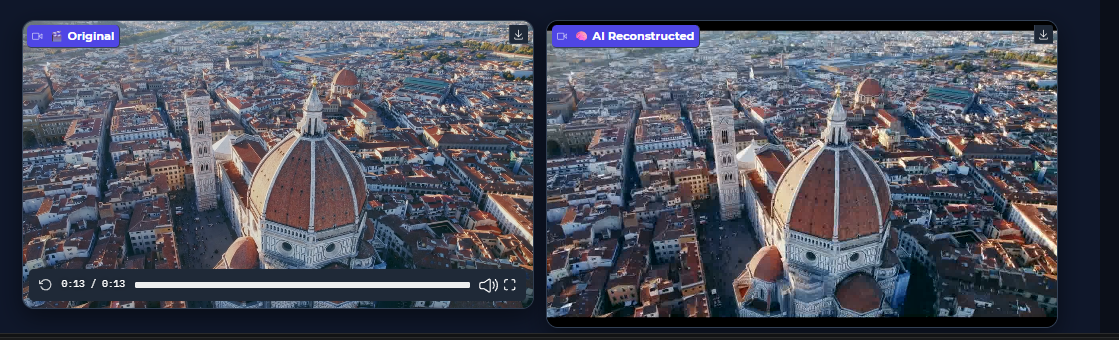 Original
AI Reconstructed
0:13 / 0:13